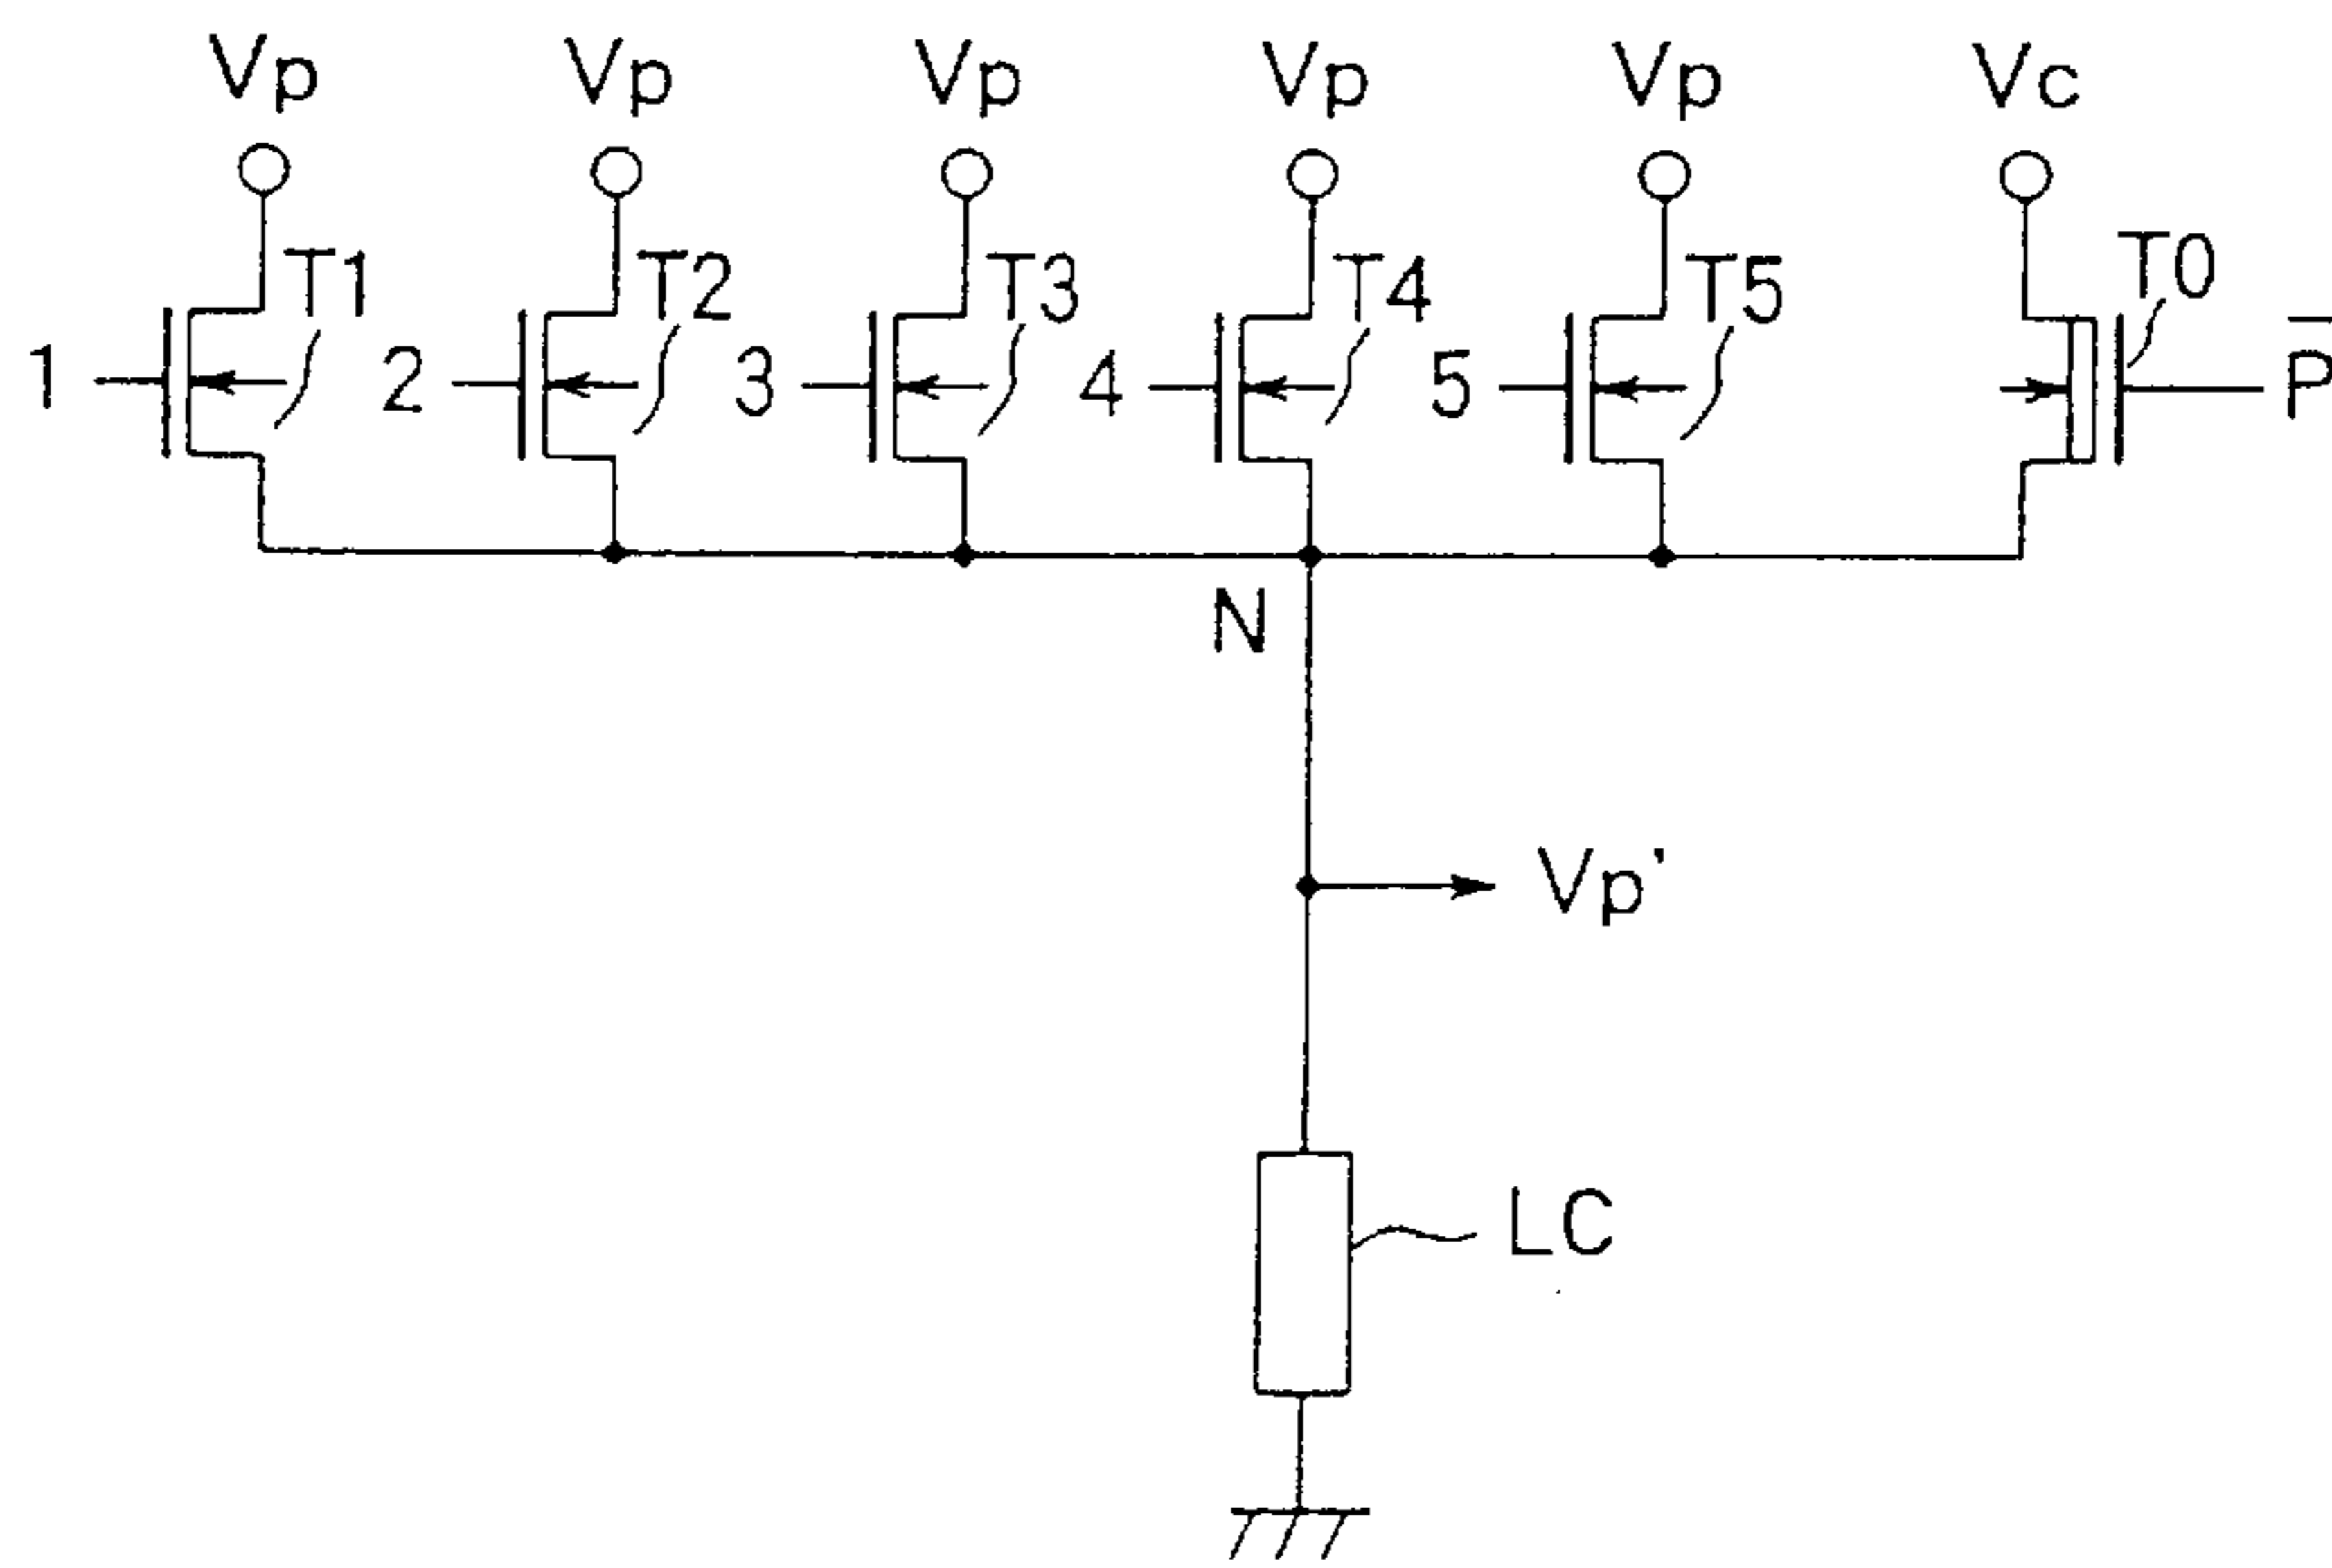 Vp Vp Vp Vp Vp Vc
T1 T2 T3 T4 T5 T0
1 2 3 4 5 P̅
N
Vp'
LC